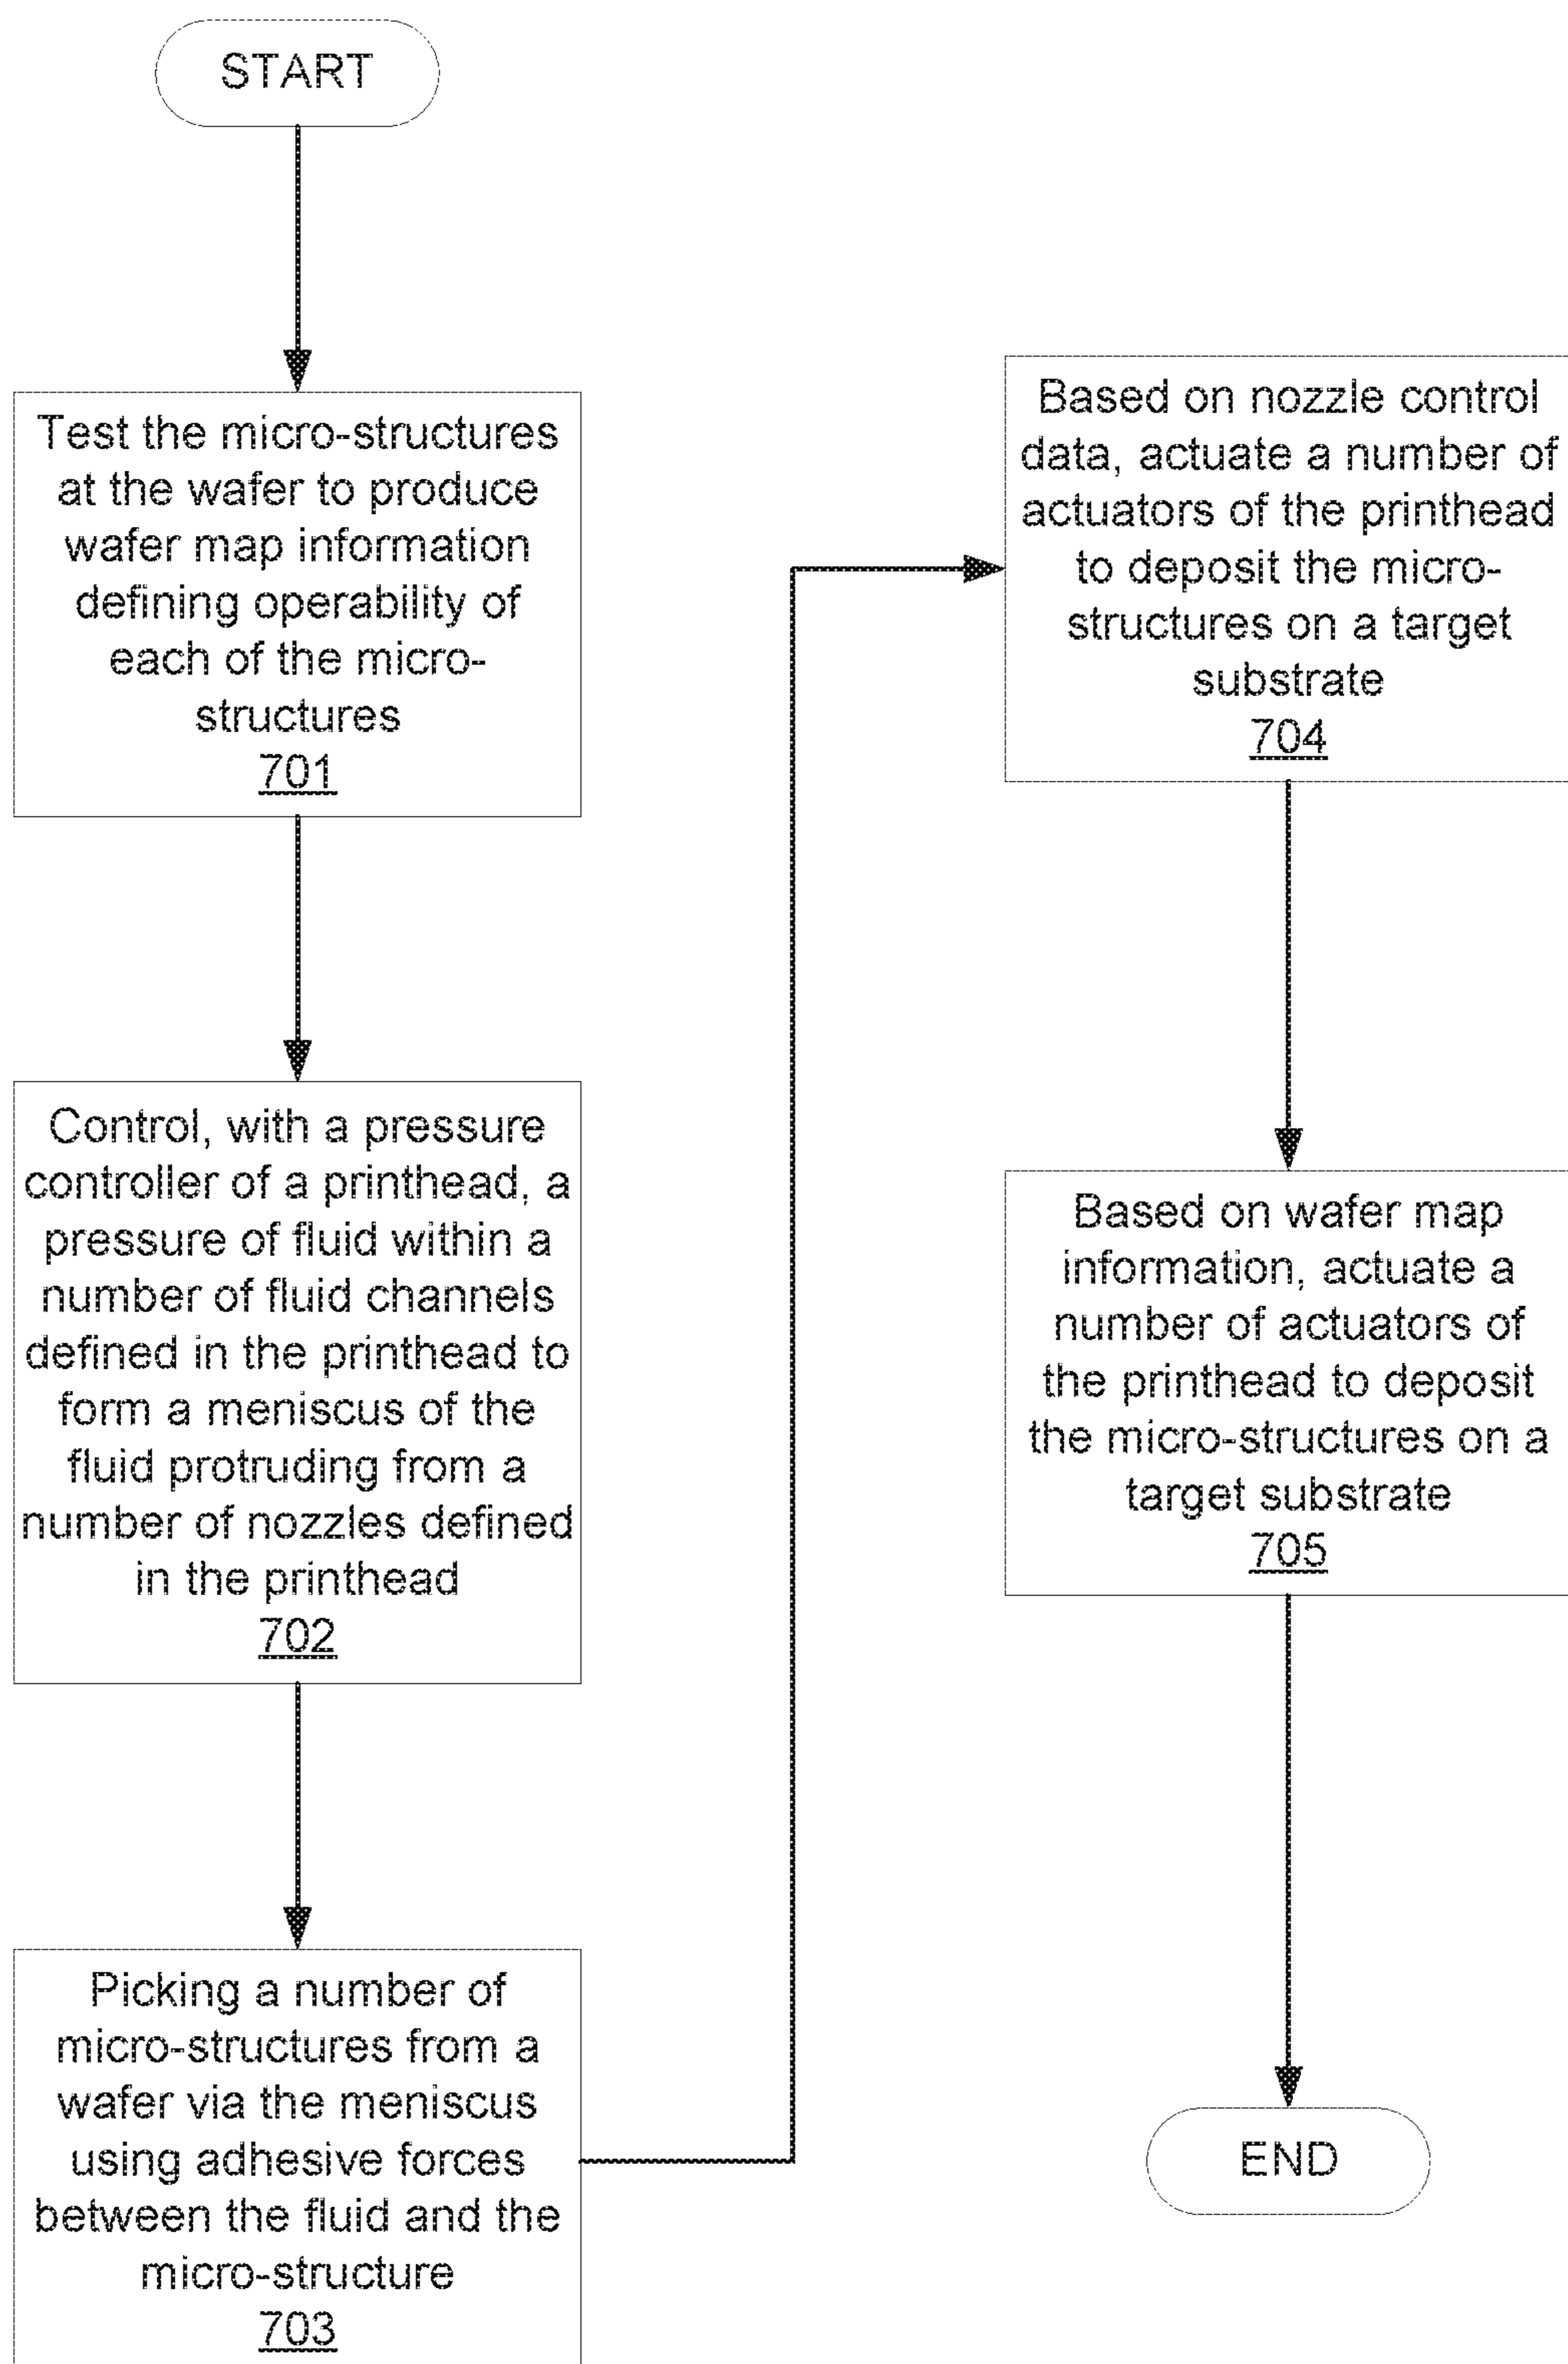 START
Test the micro-structures
at the wafer to produce
wafer map information
defining operability of
each of the micro-
structures
701
Control, with a pressure
controller of a printhead, a
pressure of fluid within a
number of fluid channels
defined in the printhead to
form a meniscus of the
fluid protruding from a
number of nozzles defined
in the printhead
702
Picking a number of
micro-structures from a
wafer via the meniscus
using adhesive forces
between the fluid and the
micro-structure
703
Based on nozzle control
data, actuate a number of
actuators of the printhead
to deposit the micro-
structures on a target
substrate
704
Based on wafer map
information, actuate a
number of actuators of
the printhead to deposit
the micro-structures on a
target substrate
705
END